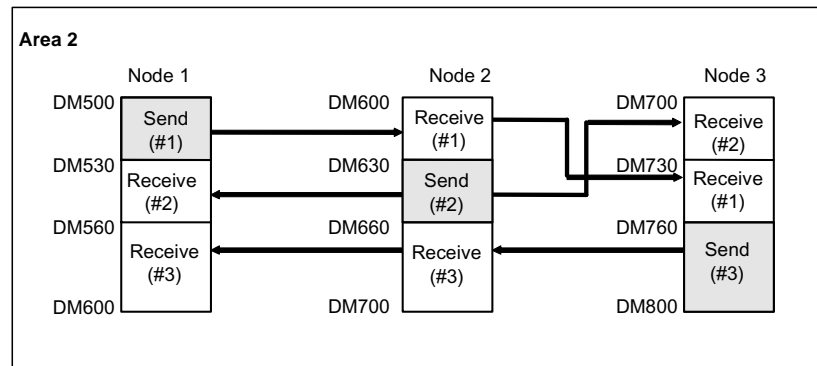 Area 2
Node 1
Node 2
Node 3
DM500
Send
(#1)
DM530
Receive
(#2)
DM560
Receive
(#3)
DM600
DM600
Receive
(#1)
DM630
Send
(#2)
DM660
Receive
(#3)
DM700
DM700
Receive
(#2)
DM730
Receive
(#1)
DM760
Send
(#3)
DM800